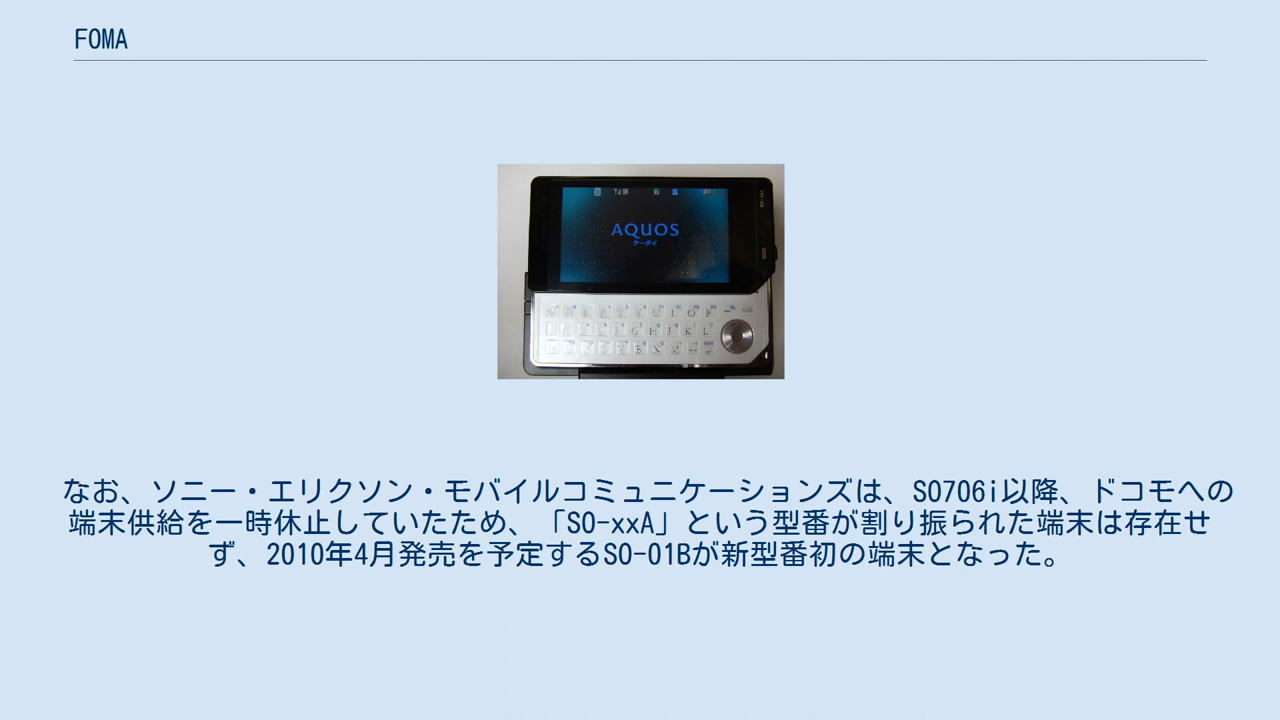 FOMA
AQUOS
ケータイ
なお、ソニー・エリクソン・モバイルコミュニケーションズは、SO706i以降、ドコモへの
端末供給を一時休止していたため、「SO-xxA」という型番が割り振られた端末は存在せ
ず、2010年4月発売を予定するSO-01Bが新型番初の端末となった。